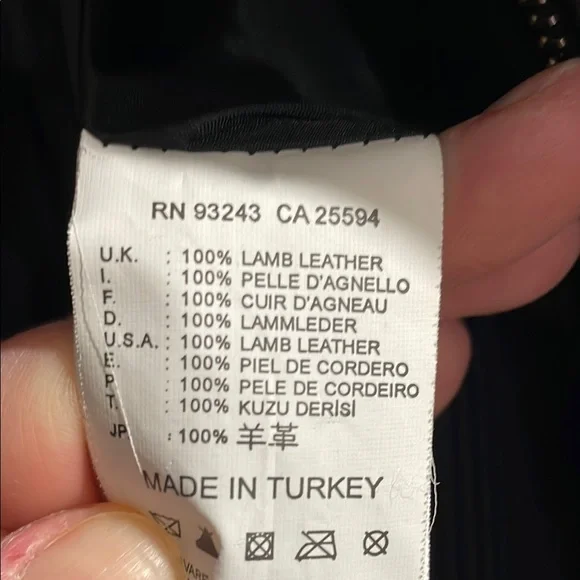 RN 93243 CA 25594
U.K. : 100% LAMB LEATHER
I. : 100% PELLE D'AGNELLO
F. : 100% CUIR D'AGNEAU
D. : 100% LAMMLEDER
U.S.A. : 100% LAMB LEATHER
E. : 100% PIEL DE CORDERO
P : 100% PELE DE CORDEIRO
T. : 100% KUZU DERİSİ
JP : 100% 羊革
MADE IN TURKEY